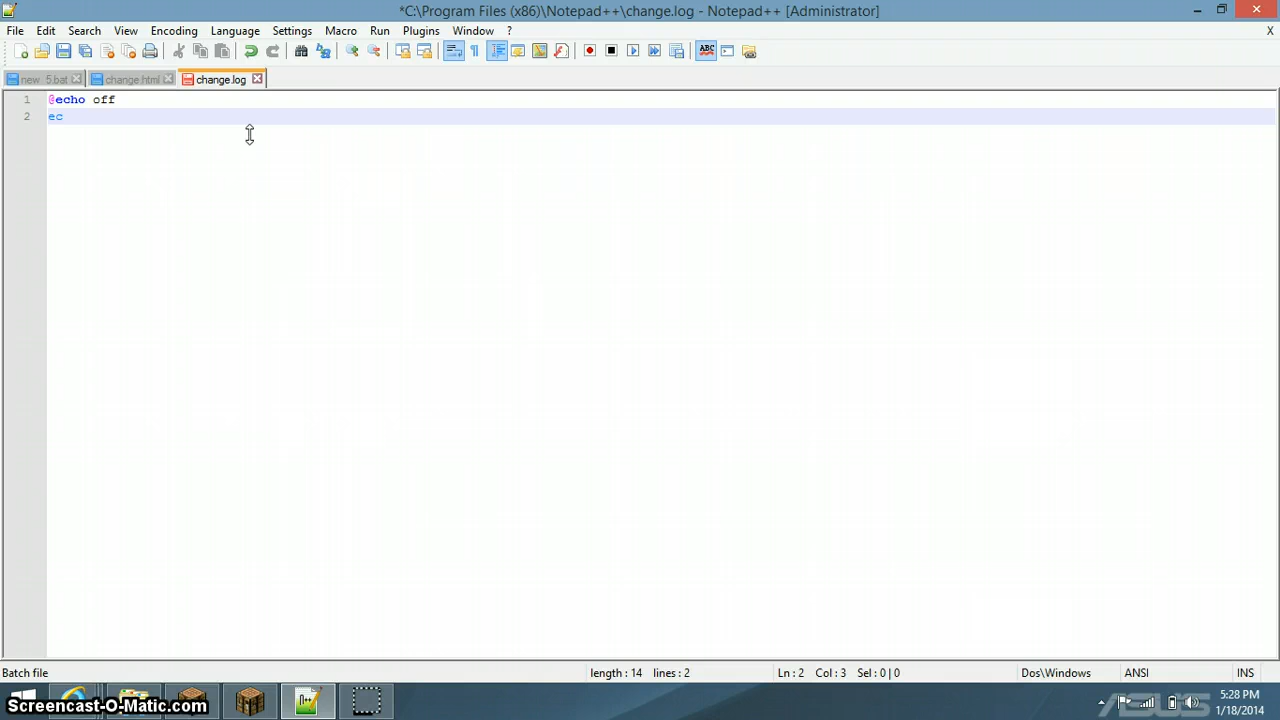 *C:\Program Files (x86)\Notepad++\change.log - Notepad++ [Administrator]
File Edit Search View Encoding Language Settings Macro Run Plugins Window ? X
ABC
new 5.bat change.html change.log
1 @echo off
2 ec
Batch file length : 14 lines : 2 Ln : 2 Col : 3 Sel : 0 | 0 Dos\Windows ANSI INS
N++
Screencast-O-Matic.com
ASUS
5:28 PM
1/18/2014